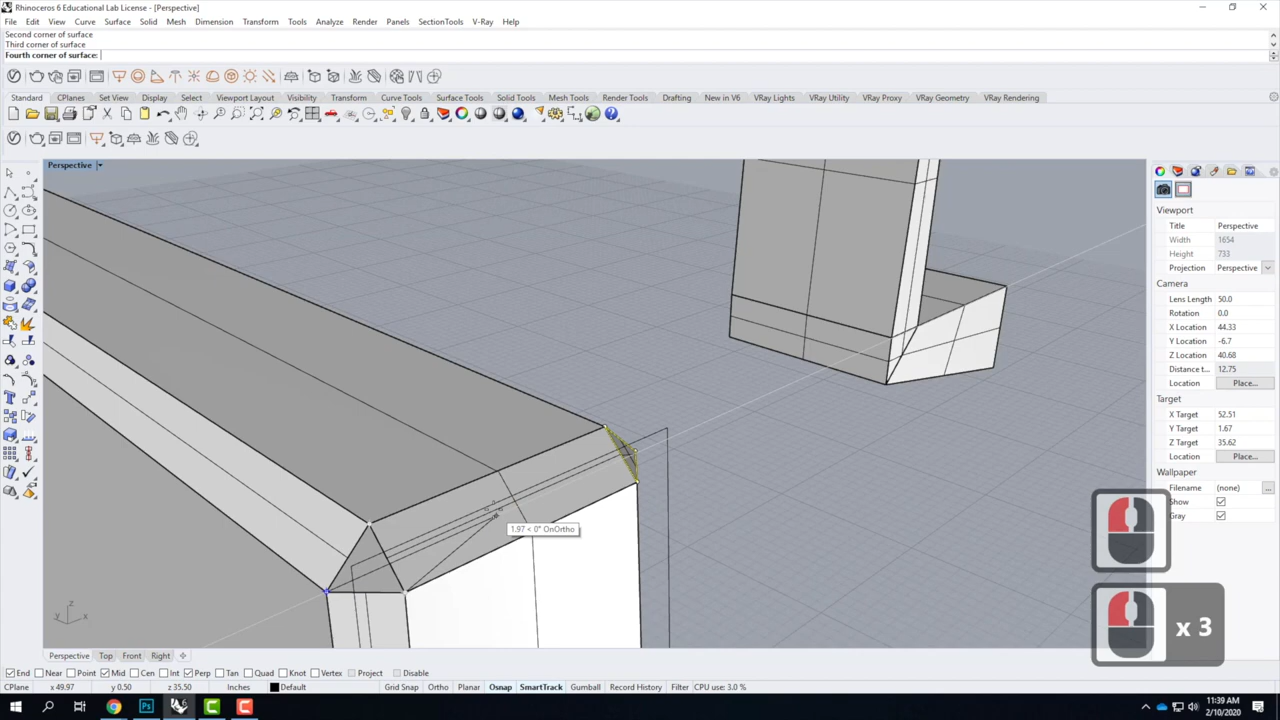 Rhinoceros 6 Educational Lab License - [Perspective]
File Edit View Curve Surface Solid Mesh Dimension Transform Tools Analyze Render Panels SectionTools V-Ray Help
Second corner of surface
Third corner of surface
Fourth corner of surface:
Standard CPlanes Set View Display Select Viewport Layout Visibility Transform Curve Tools Surface Tools Solid Tools Mesh Tools Render Tools Drafting New in V6 VRay Lights VRay Utility VRay Proxy VRay Geometry VRay Rendering
Perspective
Viewport
Title Perspective
Width 1654
Height 733
Projection Perspective
Camera
Lens Length 50.0
Rotation 0.0
X Location 44.33
Y Location -6.7
Z Location 40.68
Distance t... 12.75
Location Place...
Target
X Target 52.51
Y Target 1.67
Z Target 35.62
Location Place...
Wallpaper
Filename (none) ...
Show
Gray
1.97 < 0° OnOrtho
x 3
z
y x
Perspective Top Front Right
End Near Point Mid Cen Int Perp Tan Quad Knot Vertex Project Disable
CPlane x 49.97 y 0.50 z 35.50 Inches Default Grid Snap Ortho Planar Osnap SmartTrack Gumball Record History Filter CPU use: 3.0 %
11:39 AM
2/10/2020